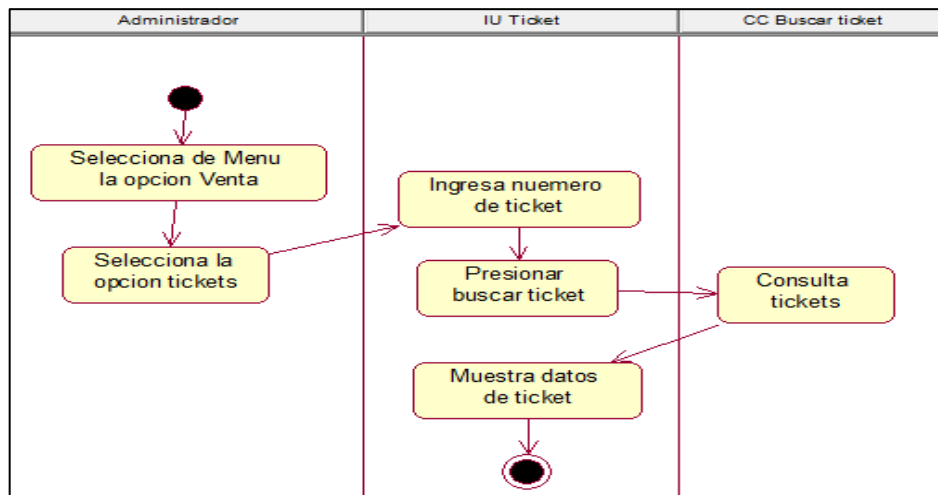 Administrador
IU Ticket
CC Buscar ticket
Selecciona de Menu
la opcion Venta
Selecciona la
opcion tickets
Ingresa nuemero
de ticket
Presionar
buscar ticket
Consulta
tickets
Muestra datos
de ticket